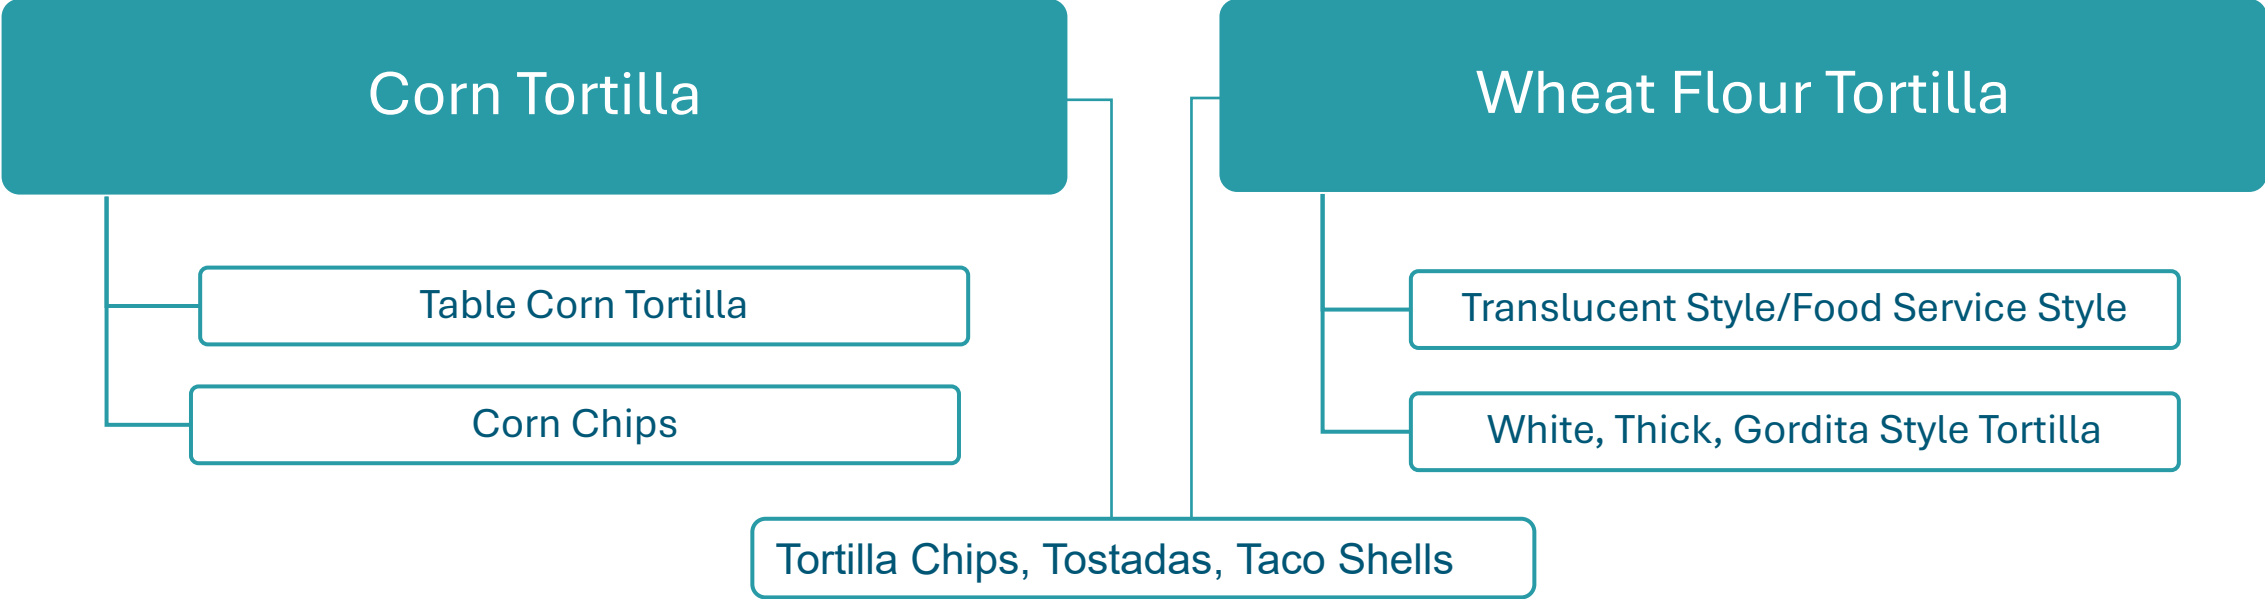 Corn Tortilla
Wheat Flour Tortilla
Table Corn Tortilla
Corn Chips
Translucent Style/Food Service Style
White, Thick, Gordita Style Tortilla
Tortilla Chips, Tostadas, Taco Shells